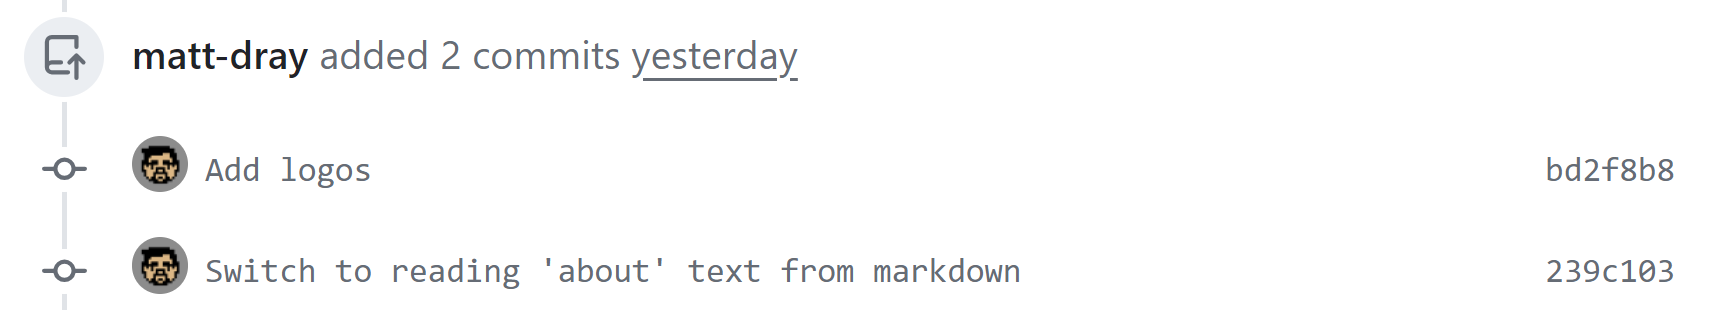 matt-dray added 2 commits yesterday
Add logos bd2f8b8
Switch to reading 'about' text from markdown 239c103